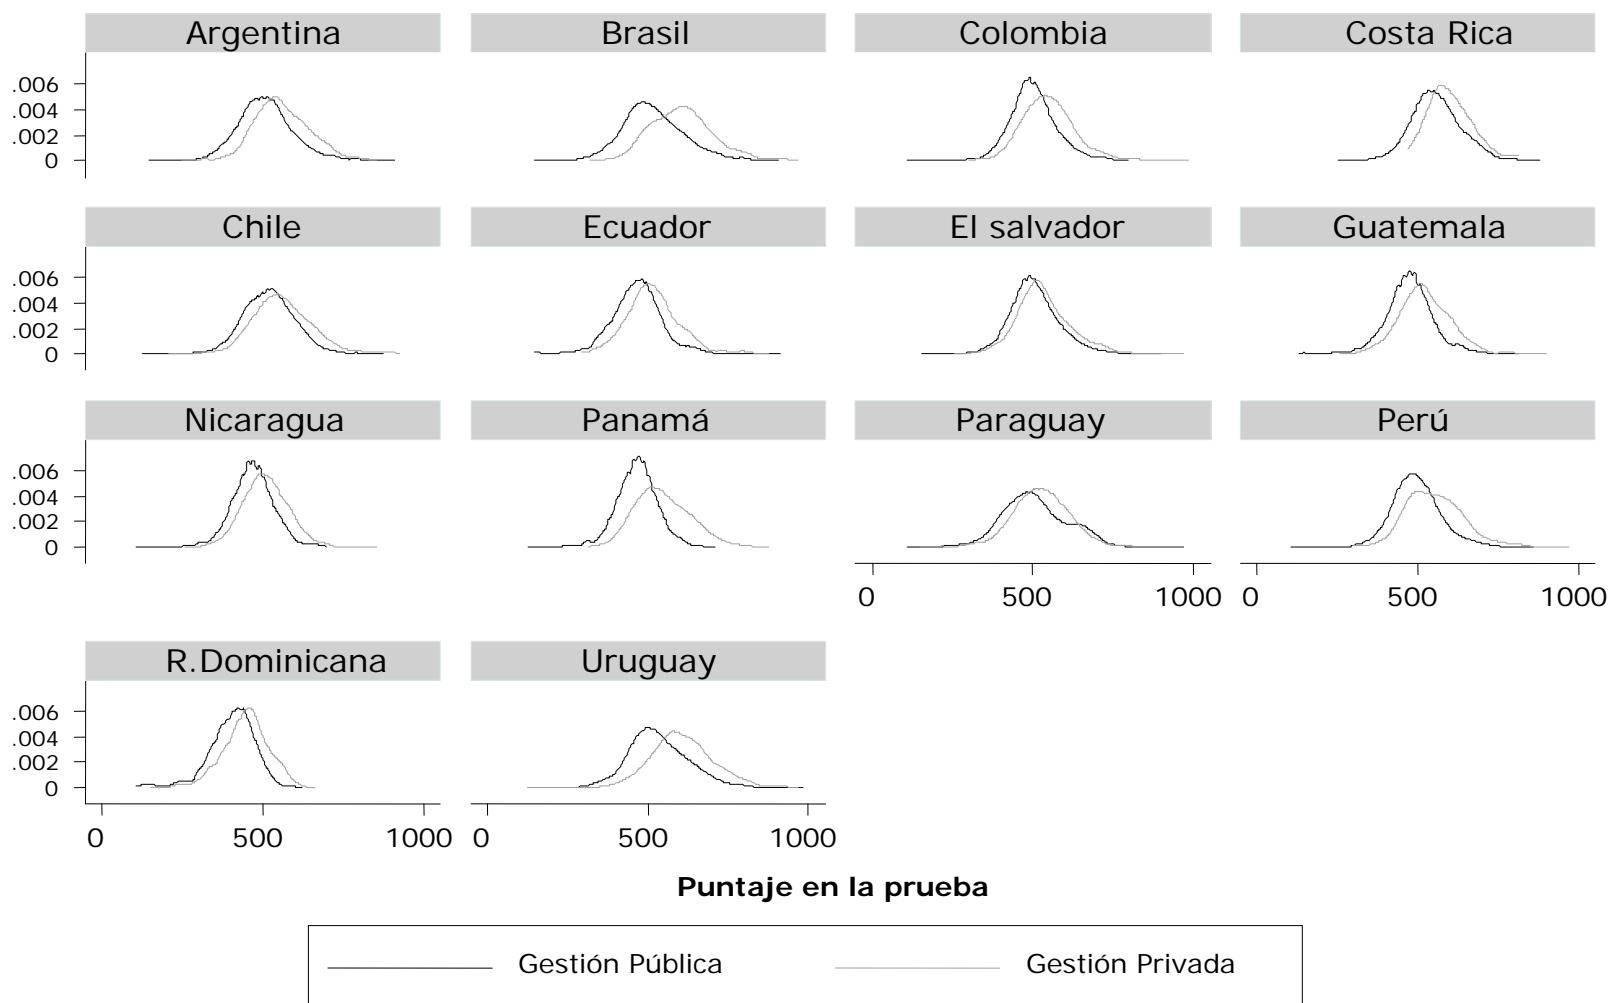 Argentina Brasil Colombia Costa Rica
.006
.004
.002
0
Chile Ecuador El salvador Guatemala
.006
.004
.002
0
Nicaragua Panamá Paraguay Perú
.006
.004
.002
0
0 500 1000 0 500 1000
R.Dominicana Uruguay
.006
.004
.002
0
0 500 1000 0 500 1000
Puntaje en la prueba
Gestión Pública Gestión Privada